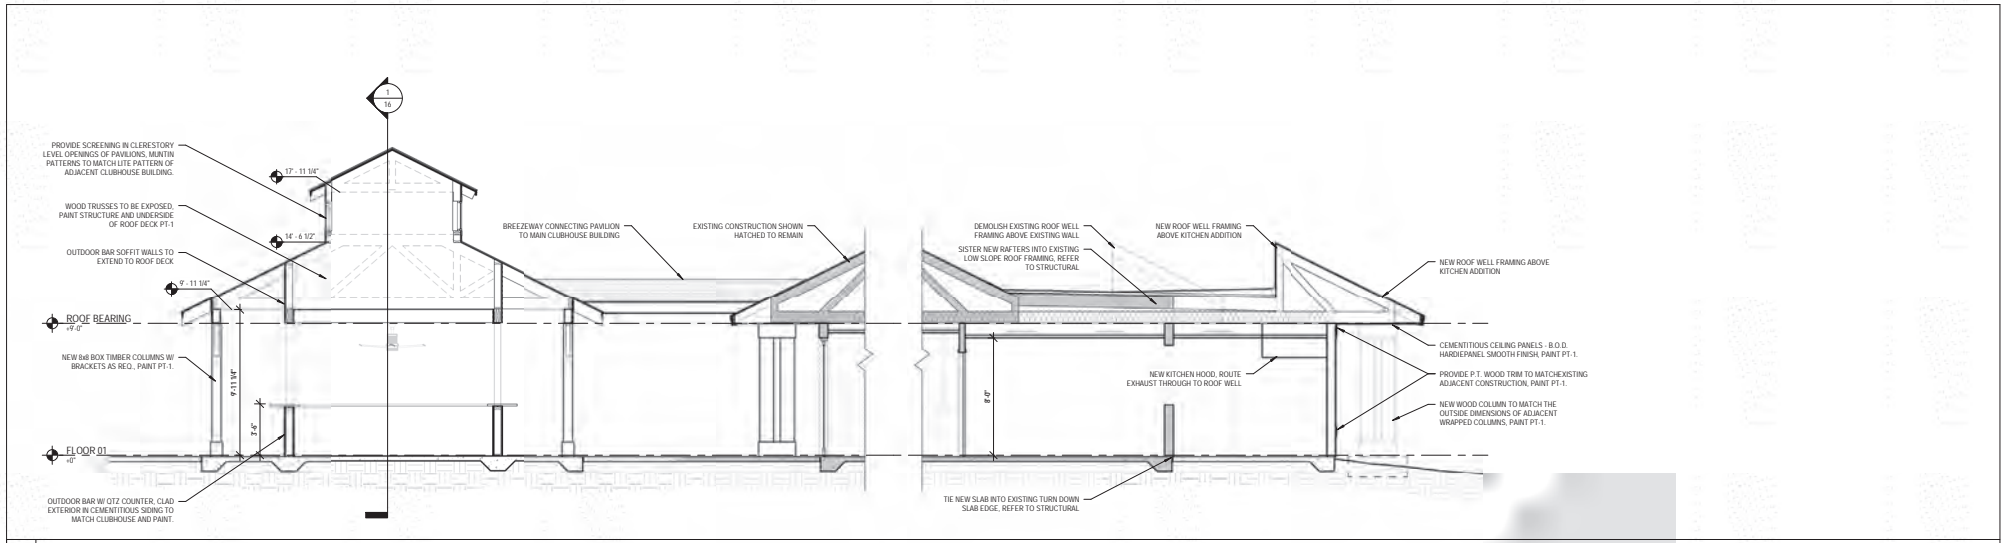 1
16
PROVIDE SCREENING IN CLERESTORY
LEVEL OPENINGS OF PAVILIONS, MUNTIN
PATTERNS TO MATCH LITE PATTERN OF
ADJACENT CLUBHOUSE BUILDING.
17' - 11 1/4"
WOOD TRUSSES TO BE EXPOSED,
PAINT STRUCTURE AND UNDERSIDE
OF ROOF DECK PT-1
14' - 6 1/2"
OUTDOOR BAR SOFFIT WALLS TO
EXTEND TO ROOF DECK
9' - 11 1/4"
ROOF BEARING
+9'-0"
NEW 8x8 BOX TIMBER COLUMNS W/
BRACKETS AS REQ., PAINT PT-1.
9'-11 1/4"
3'-6"
FLOOR 01
+0"
OUTDOOR BAR W/ QTZ COUNTER, CLAD
EXTERIOR IN CEMENTITIOUS SIDING TO
MATCH CLUBHOUSE AND PAINT.
BREEZEWAY CONNECTING PAVILION
TO MAIN CLUBHOUSE BUILDING
EXISTING CONSTRUCTION SHOWN
HATCHED TO REMAIN
DEMOLISH EXISTING ROOF WELL
FRAMING ABOVE EXISTING WALL
SISTER NEW RAFTERS INTO EXISTING
LOW SLOPE ROOF FRAMING, REFER
TO STRUCTURAL
NEW ROOF WELL FRAMING
ABOVE KITCHEN ADDITION
NEW ROOF WELL FRAMING ABOVE
KITCHEN ADDITION
CEMENTITIOUS CEILING PANELS - B.O.D.
HARDIEPANEL SMOOTH FINISH, PAINT PT-1.
NEW KITCHEN HOOD, ROUTE
EXHAUST THROUGH TO ROOF WELL
PROVIDE P.T. WOOD TRIM TO MATCHEXISTING
ADJACENT CONSTRUCTION, PAINT PT-1.
8'-0"
NEW WOOD COLUMN TO MATCH THE
OUTSIDE DIMENSIONS OF ADJACENT
WRAPPED COLUMNS, PAINT PT-1.
TIE NEW SLAB INTO EXISTING TURN DOWN
SLAB EDGE, REFER TO STRUCTURAL